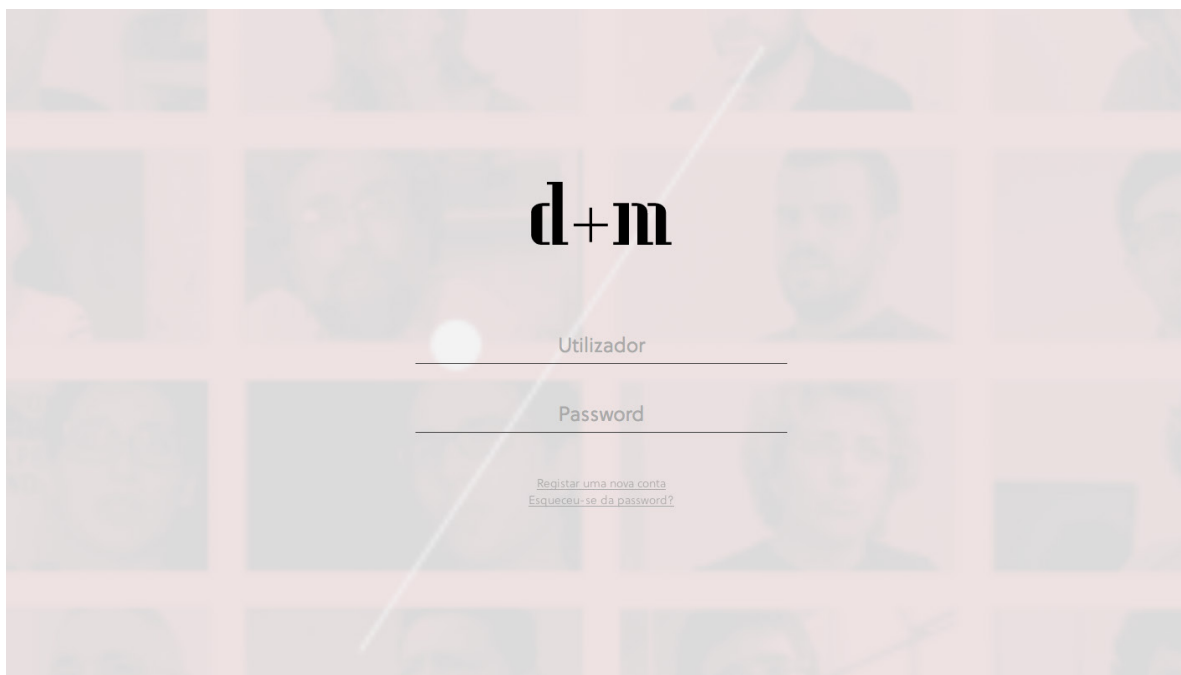 d+m
Utilizador
Password
Registar uma nova conta
Esqueceu-se da password?